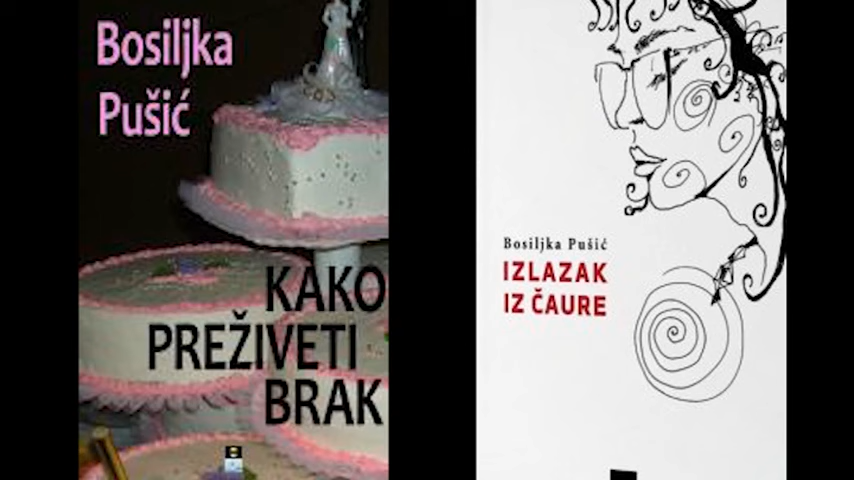 Bosiljka
Pušić
KAKO
PREŽIVETI
BRAK
Bosiljka Pušić
IZLAZAK
IZ ČAURE